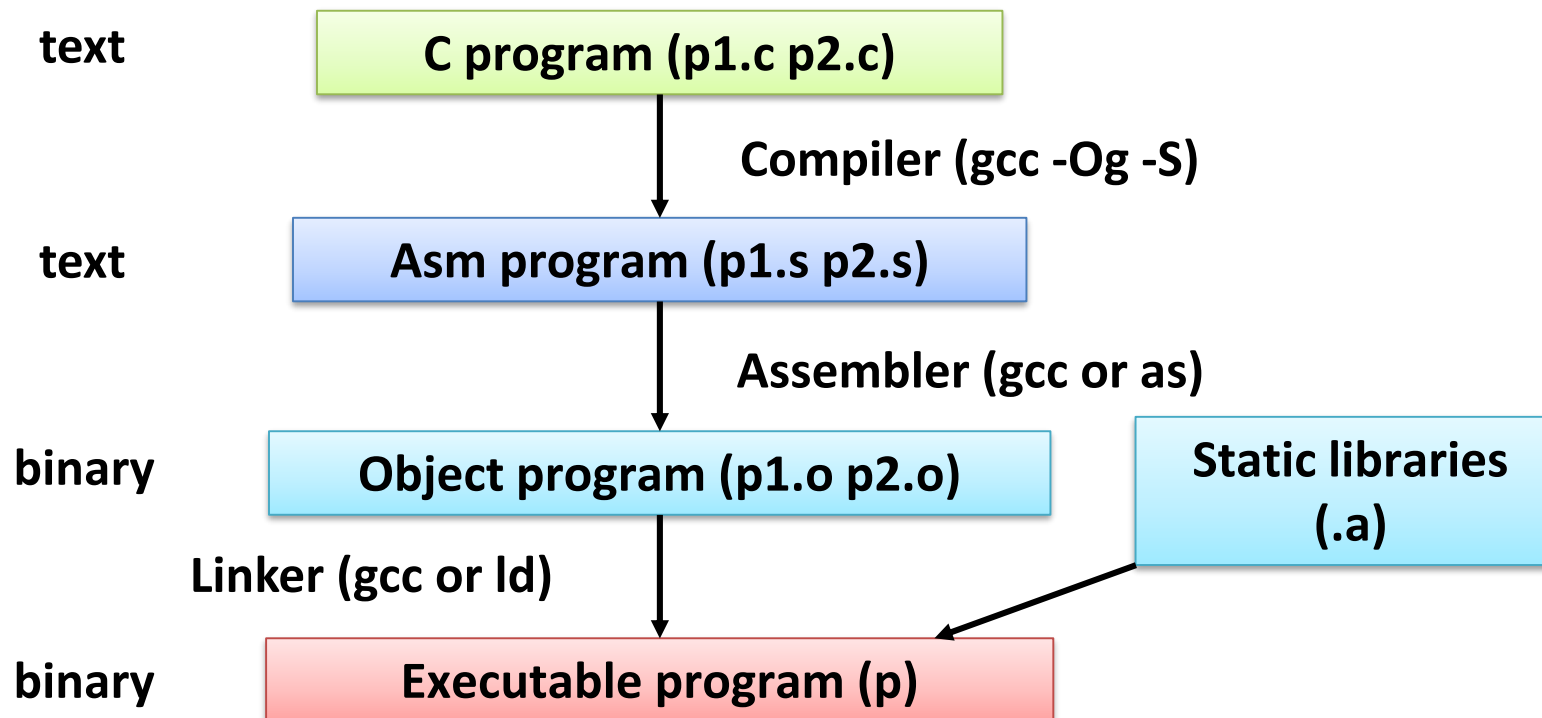 text
C program (p1.c p2.c)
Compiler (gcc -Og -S)
text
Asm program (p1.s p2.s)
Assembler (gcc or as)
binary
Object program (p1.o p2.o)
Static libraries
(.a)
Linker (gcc or ld)
binary
Executable program (p)